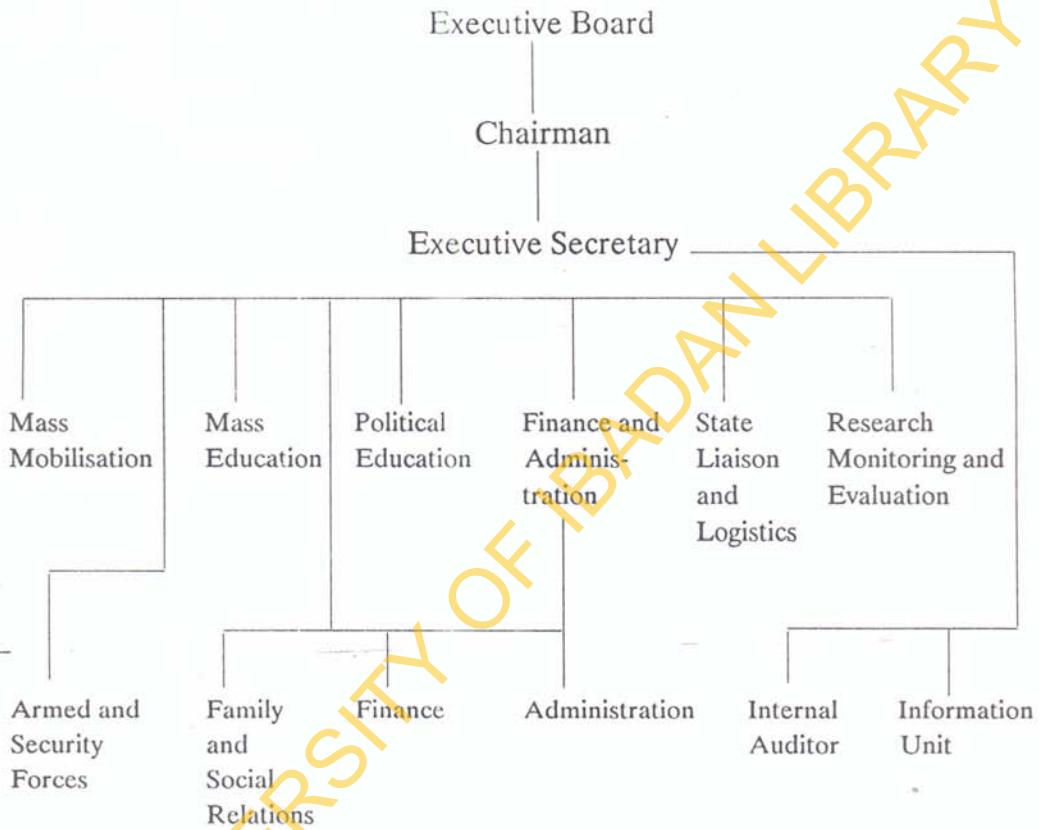 Executive Board
Chairman
Executive Secretary
Mass
Mobilisation
Mass
Education
Political
Education
Finance and
Adminis-
tration
State
Liaison
and
Logistics
Research
Monitoring and
Evaluation
Armed and
Security
Forces
Family
and
Social
Relations
Finance
Administration
Internal
Auditor
Information
Unit
ERSITY OF IBADAN LIBRARY